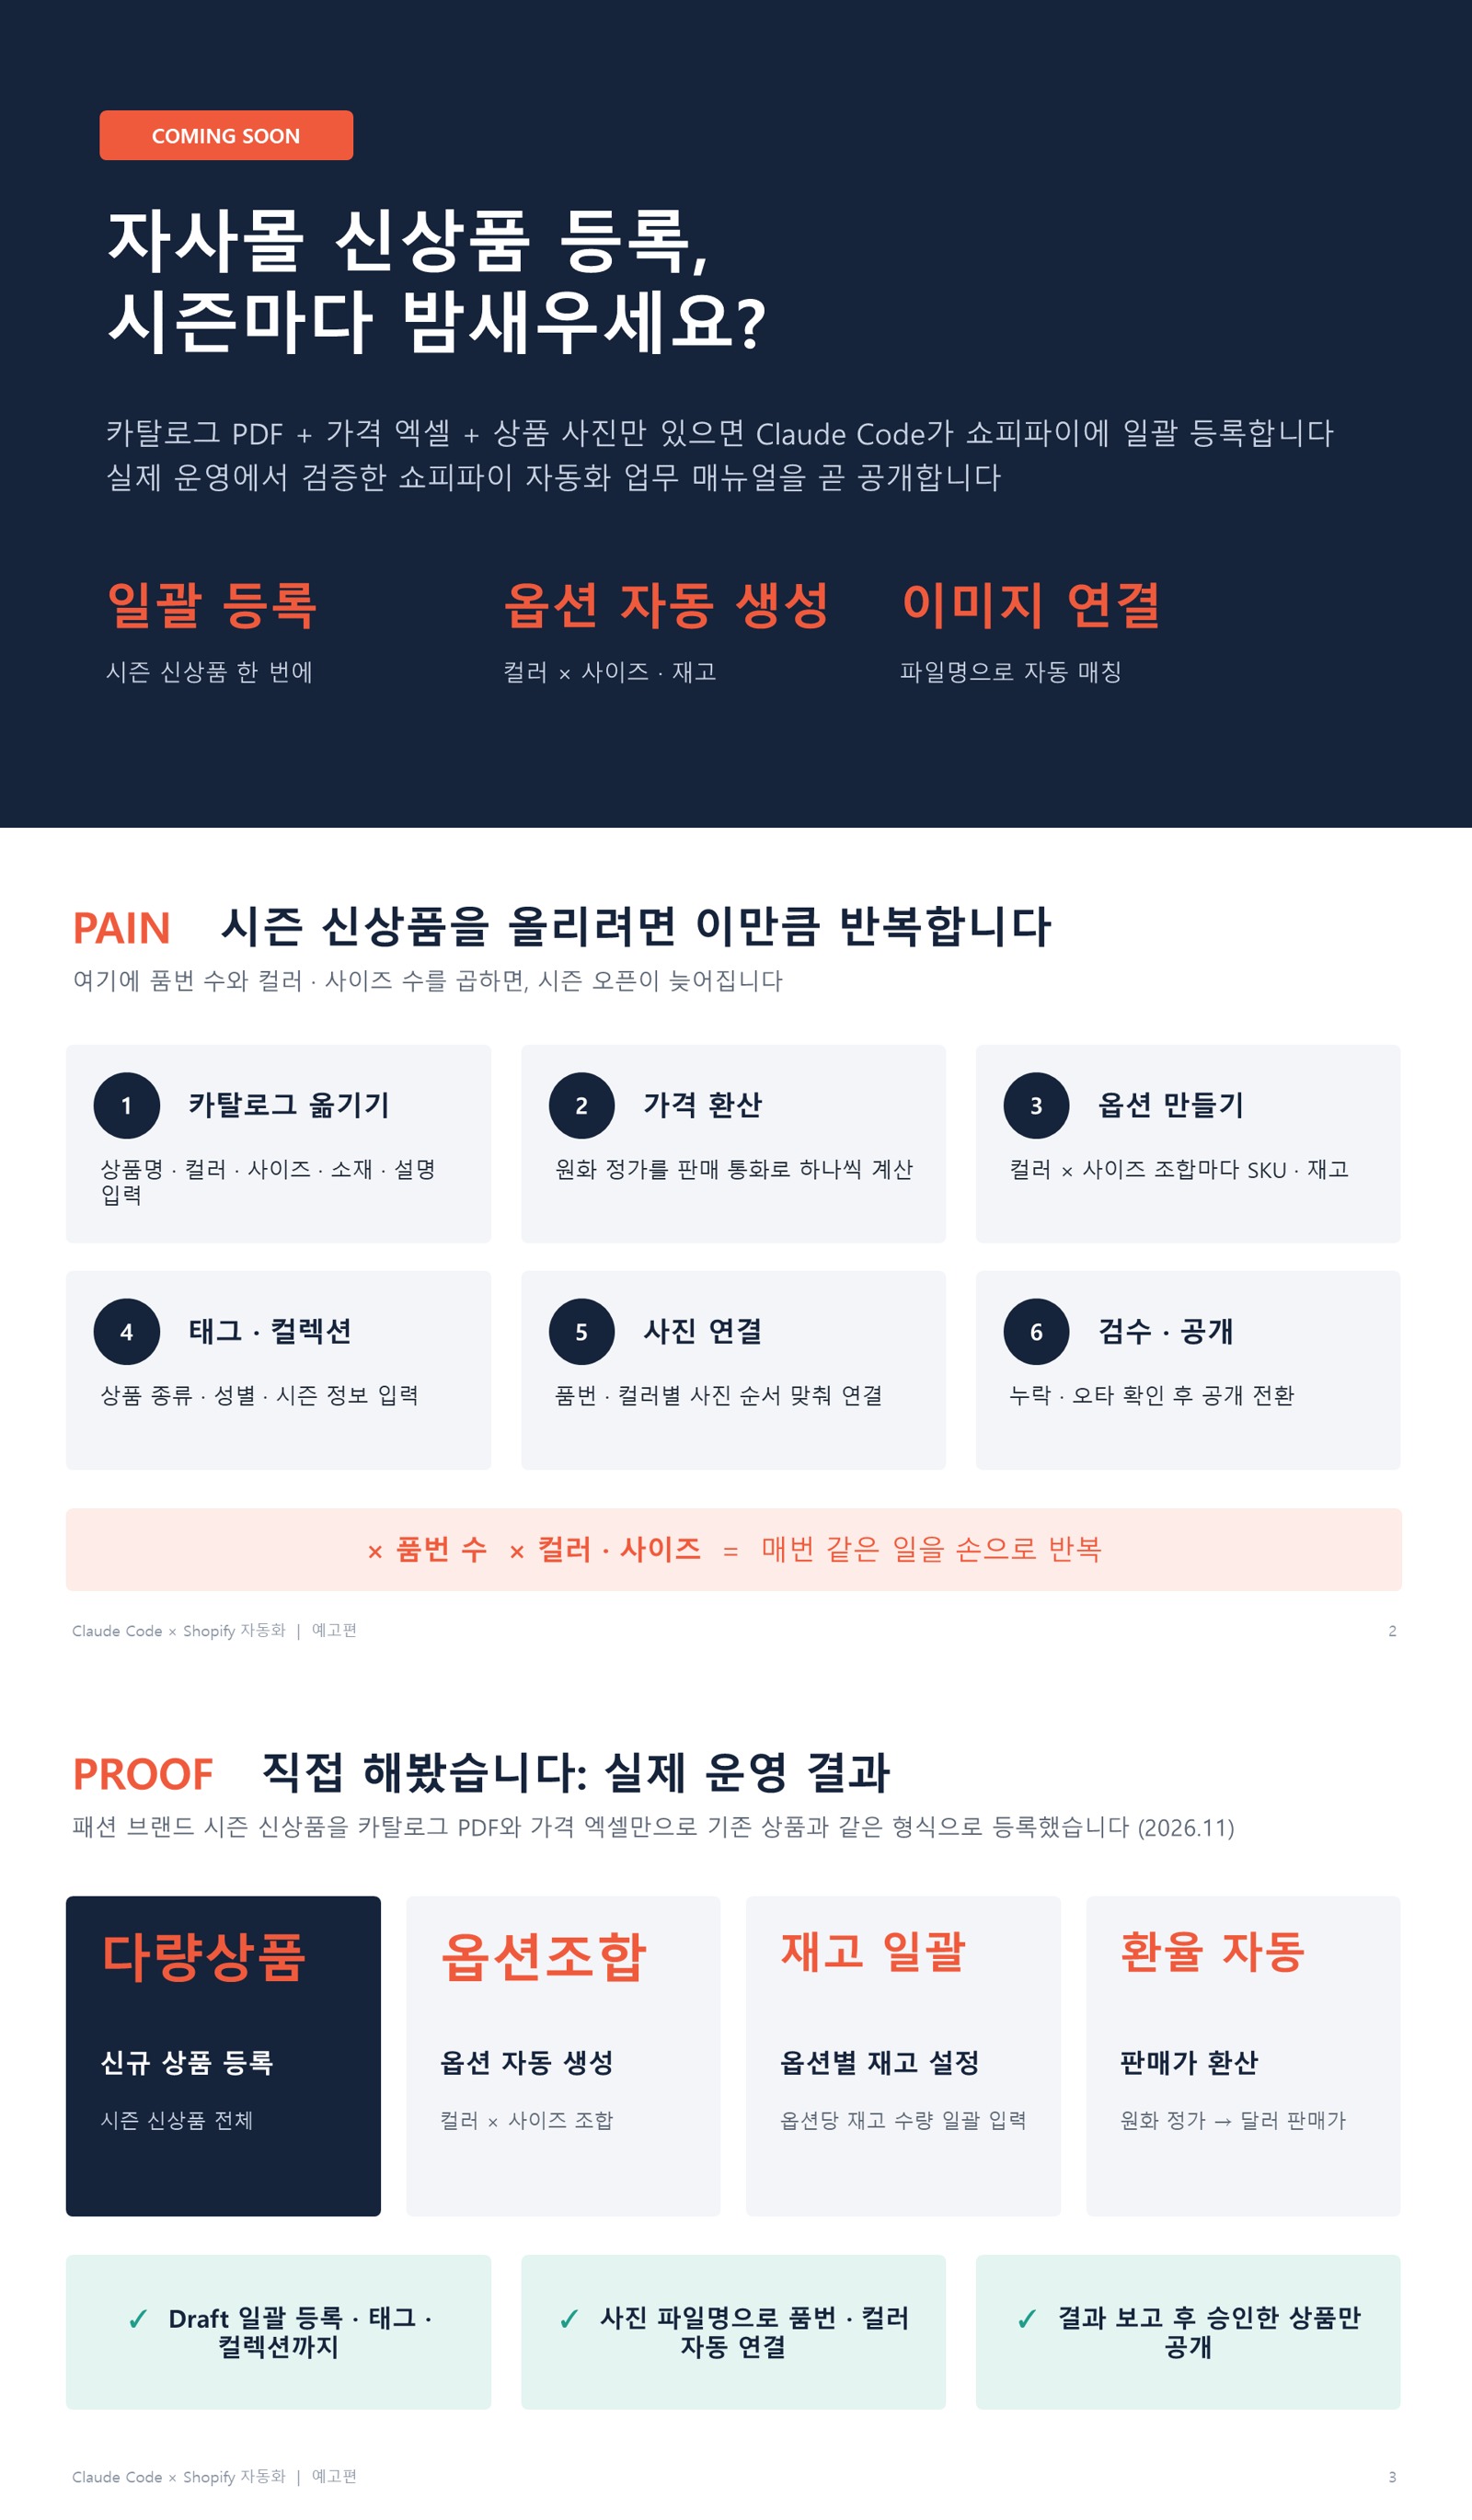 COMING SOON
자사몰 신상품 등록,
시즌마다 밤새우세요?
카탈로그 PDF + 가격 엑셀 + 상품 사진만 있으면 Claude Code가 쇼피파이에 일괄 등록합니다
실제 운영에서 검증한 쇼피파이 자동화 업무 매뉴얼을 곧 공개합니다
일괄 등록
옵션 자동 생성
이미지 연결
시즌 신상품 한 번에
컬러 × 사이즈 · 재고
파일명으로 자동 매칭
PAIN 시즌 신상품을 올리려면 이만큼 반복합니다
여기에 품번 수와 컬러 · 사이즈 수를 곱하면, 시즌 오픈이 늦어집니다
1 카탈로그 옮기기
상품명 · 컬러 · 사이즈 · 소재 · 설명
입력
2 가격 환산
원화 정가를 판매 통화로 하나씩 계산
3 옵션 만들기
컬러 × 사이즈 조합마다 SKU · 재고
4 태그 · 컬렉션
상품 종류 · 성별 · 시즌 정보 입력
5 사진 연결
품번 · 컬러별 사진 순서 맞춰 연결
6 검수 · 공개
누락 · 오타 확인 후 공개 전환
× 품번 수 × 컬러 · 사이즈 = 매번 같은 일을 손으로 반복
Claude Code × Shopify 자동화 | 예고편 2
PROOF 직접 해봤습니다: 실제 운영 결과
패션 브랜드 시즌 신상품을 카탈로그 PDF와 가격 엑셀만으로 기존 상품과 같은 형식으로 등록했습니다 (2026.11)
다량상품
신규 상품 등록
시즌 신상품 전체
옵션조합
옵션 자동 생성
컬러 × 사이즈 조합
재고 일괄
옵션별 재고 설정
옵션당 재고 수량 일괄 입력
환율 자동
판매가 환산
원화 정가 → 달러 판매가
✓ Draft 일괄 등록 · 태그 ·
컬렉션까지
✓ 사진 파일명으로 품번 · 컬러
자동 연결
✓ 결과 보고 후 승인한 상품만
공개
Claude Code × Shopify 자동화 | 예고편 3